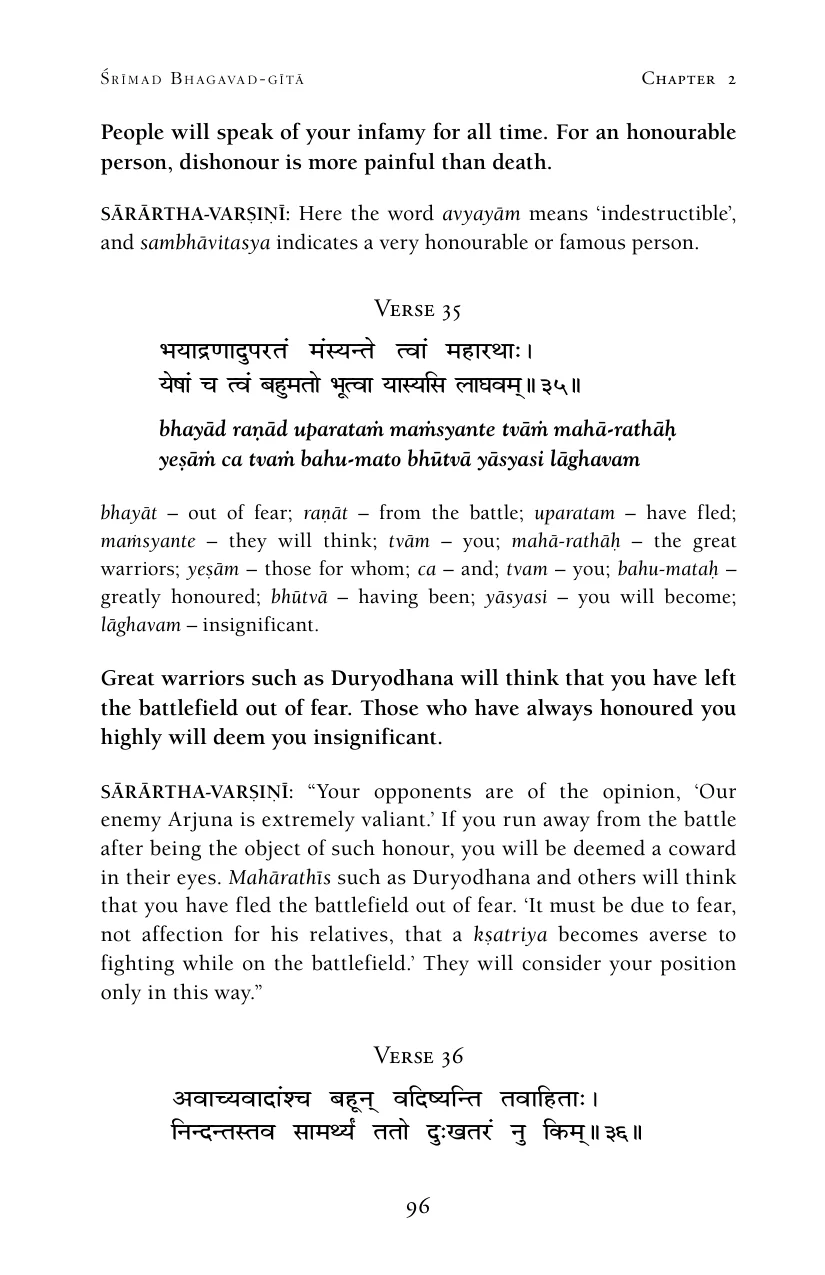 Śrīmad Bhagavad-gītā Chapter 2
People will speak of your infamy for all time. For an honourable
person, dishonour is more painful than death.
SĀRĀRTHA-VARṢIṆĪ: Here the word avyayām means ‘indestructible’,
and sambhāvitasya indicates a very honourable or famous person.
Verse 35
भयाद्रणादुपरतं मंस्यन्ते त्वां महारथाः।
येषां च त्वं बहुमतो भूत्वा यास्यसि लाघवम्॥३५॥
bhayād raṇād uparataṁ maṁsyante tvāṁ mahā-rathāḥ
yeṣāṁ ca tvaṁ bahu-mato bhūtvā yāsyasi lāghavam
bhayāt – out of fear; raṇāt – from the battle; uparatam – have fled;
maṁsyante – they will think; tvām – you; mahā-rathāḥ – the great
warriors; yeṣām – those for whom; ca – and; tvam – you; bahu-mataḥ –
greatly honoured; bhūtvā – having been; yāsyasi – you will become;
lāghavam – insignificant.
Great warriors such as Duryodhana will think that you have left
the battlefield out of fear. Those who have always honoured you
highly will deem you insignificant.
SĀRĀRTHA-VARṢIṆĪ: “Your opponents are of the opinion, ‘Our
enemy Arjuna is extremely valiant.’ If you run away from the battle
after being the object of such honour, you will be deemed a coward
in their eyes. Mahārathīs such as Duryodhana and others will think
that you have fled the battlefield out of fear. ‘It must be due to fear,
not affection for his relatives, that a kṣatriya becomes averse to
fighting while on the battlefield.’ They will consider your position
only in this way.”
Verse 36
अवाच्यवादांश्च बहून् वदिष्यन्ति तवाहिताः।
निन्दन्तस्तव सामर्थ्यं ततो दुःखतरं नु किम्॥३६॥
96